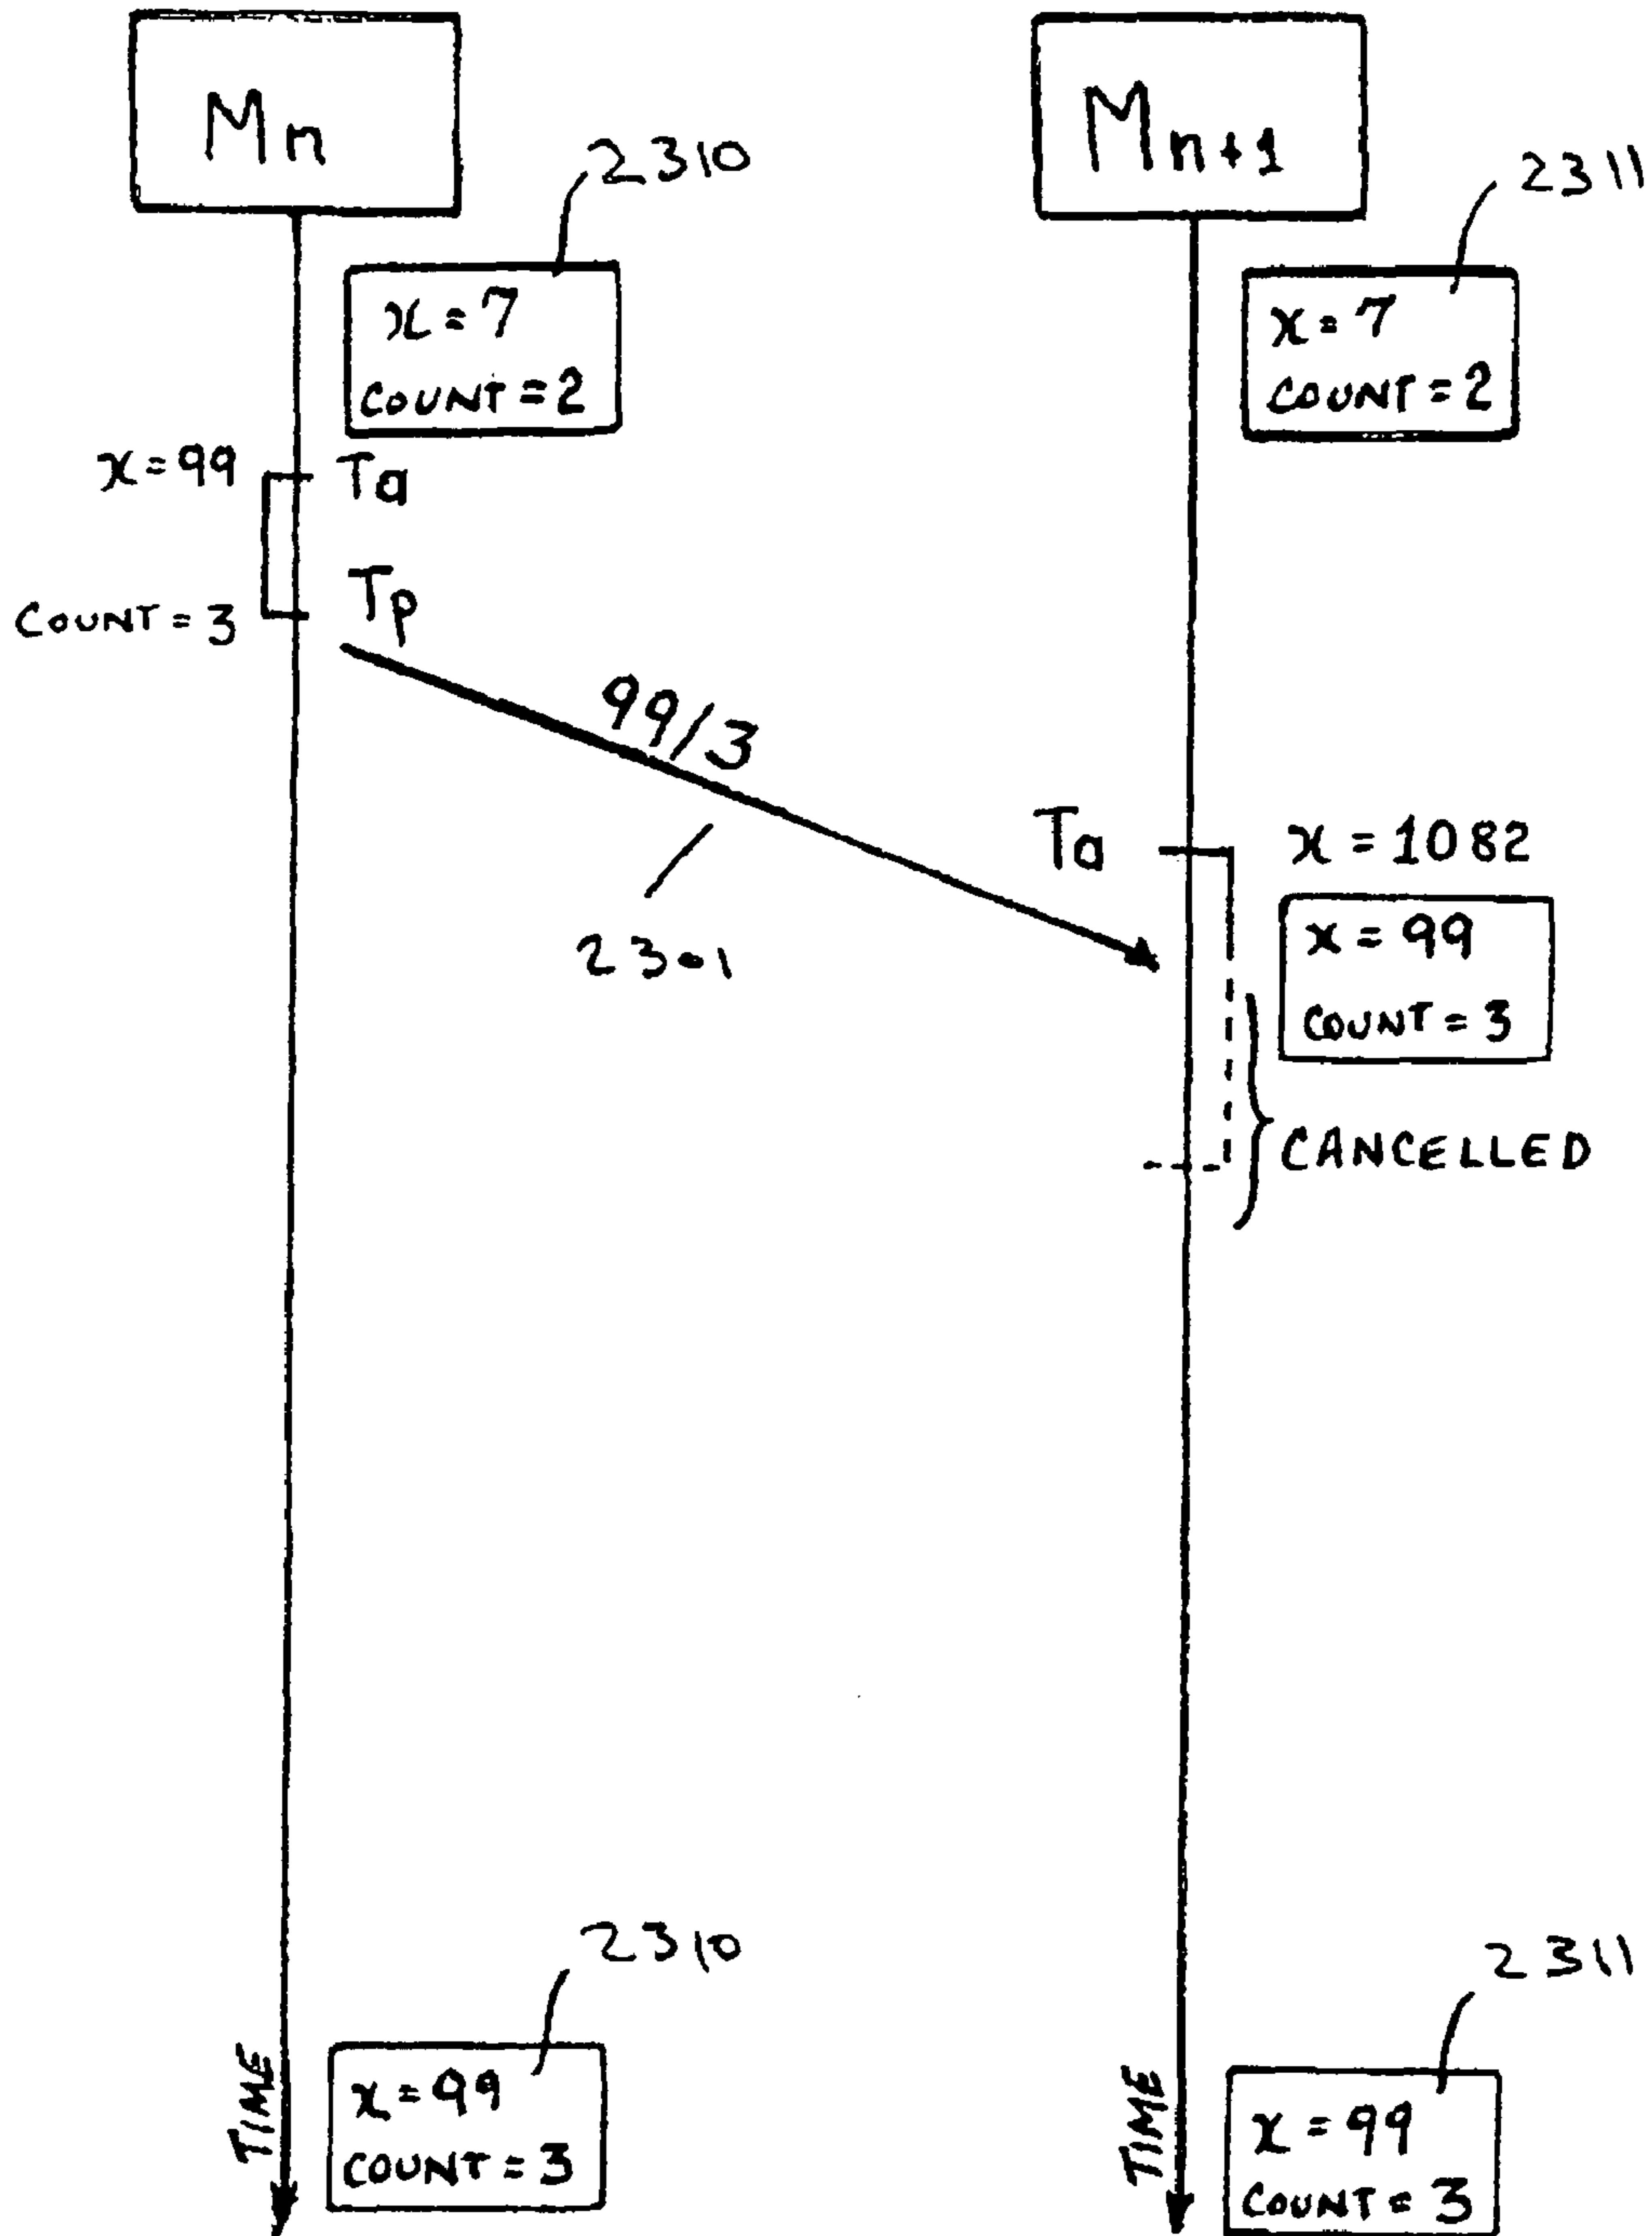 Mn
Mn+1
2310
2311
x=7
COUNT=2
x=7
COUNT=2
x=99
Ta
Tp
COUNT=3
99/3
2301
Ta
x=1082
x=99
COUNT=3
CANCELLED
2310
2311
TIME
x=99
COUNT=3
TIME
x=99
COUNT=3